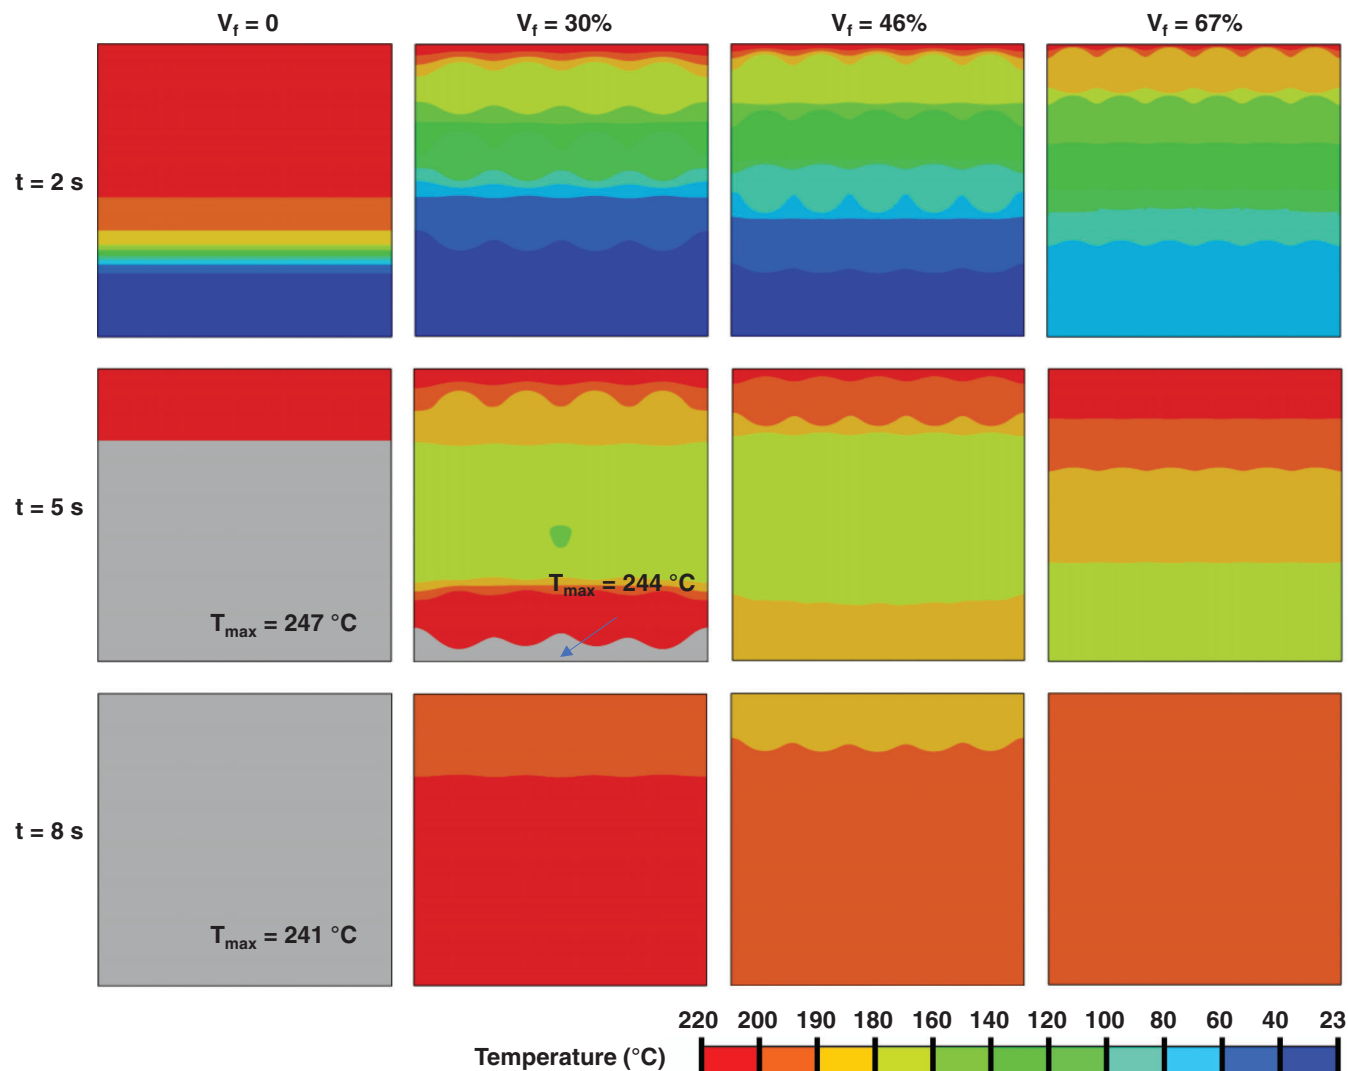 V_f = 0 V_f = 30% V_f = 46% V_f = 67%
t = 2 s
t = 5 s
T_max = 244 °C
T_max = 247 °C
t = 8 s
T_max = 241 °C
220 200 190 180 160 140 120 100 80 60 40 23
Temperature (°C)